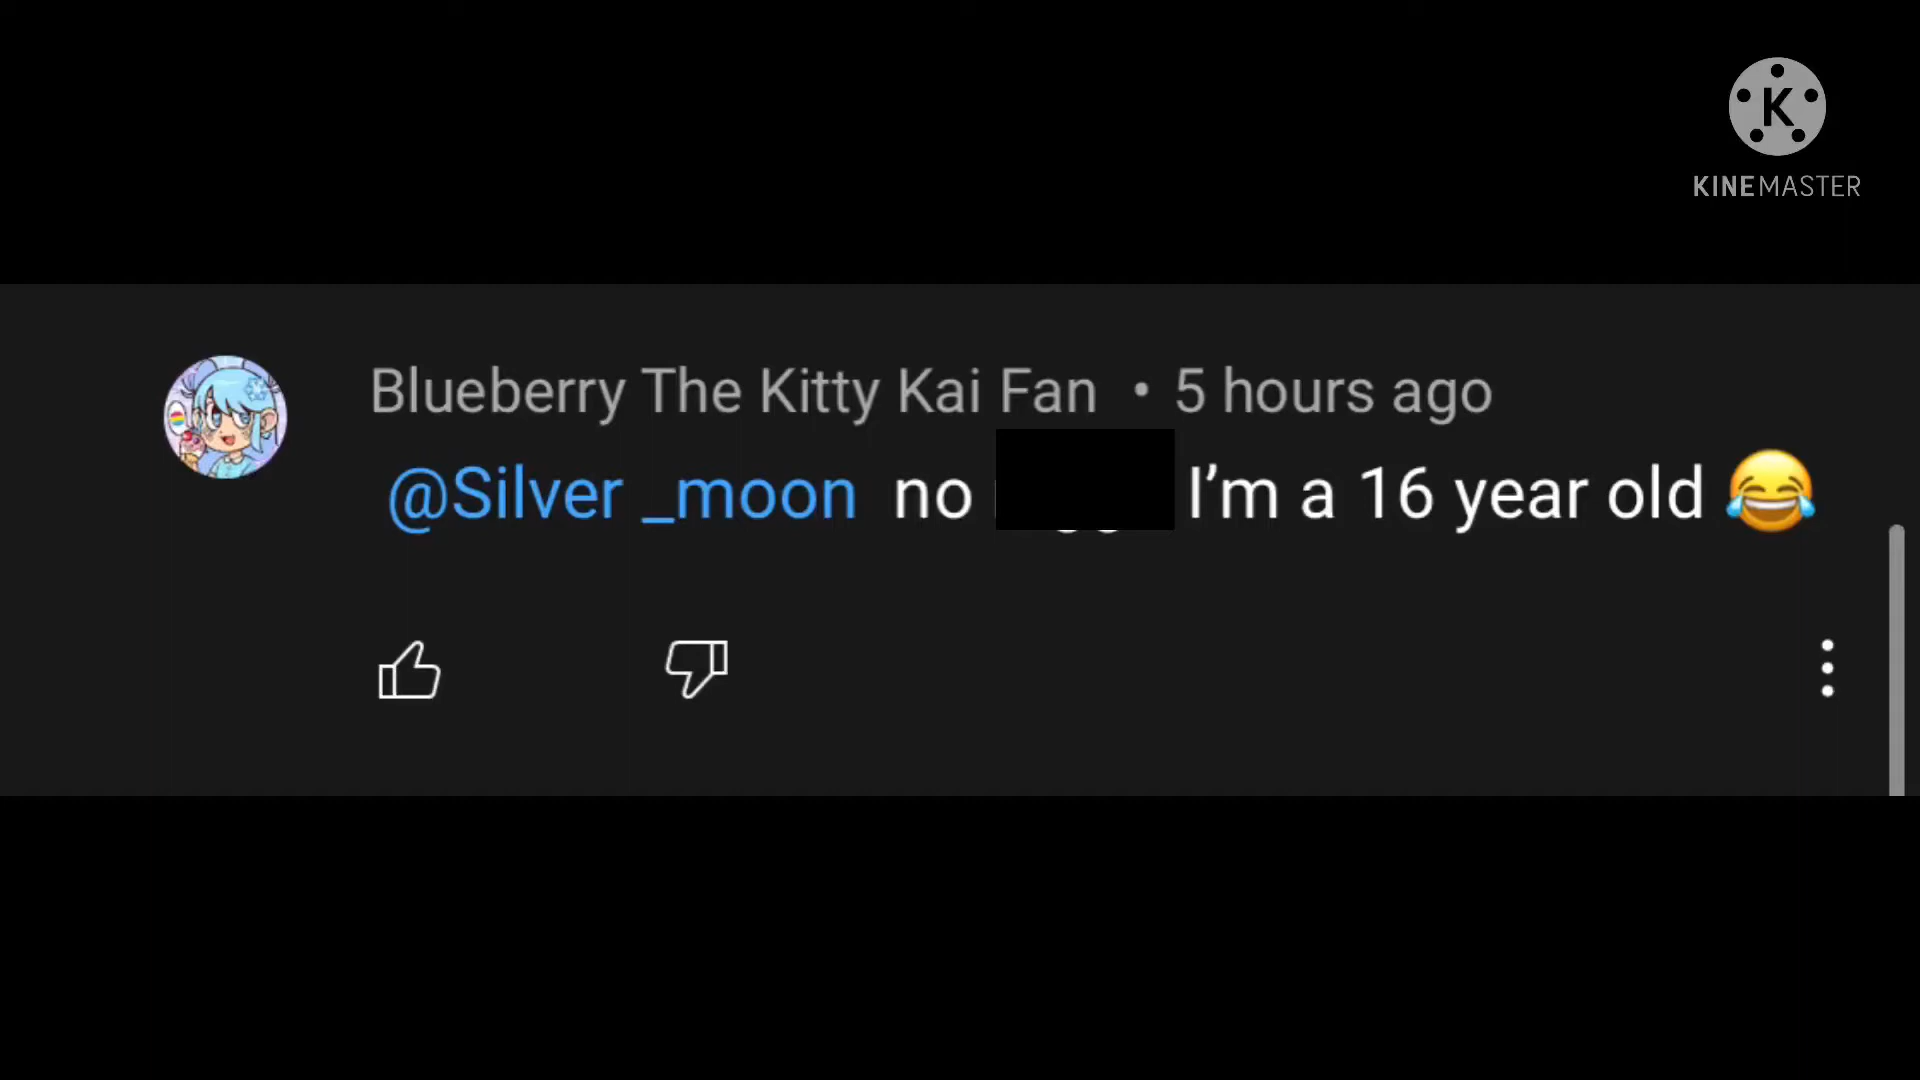 K
KINEMASTER
Blueberry The Kitty Kai Fan • 5 hours ago
@Silver _moon no I'm a 16 year old 😂